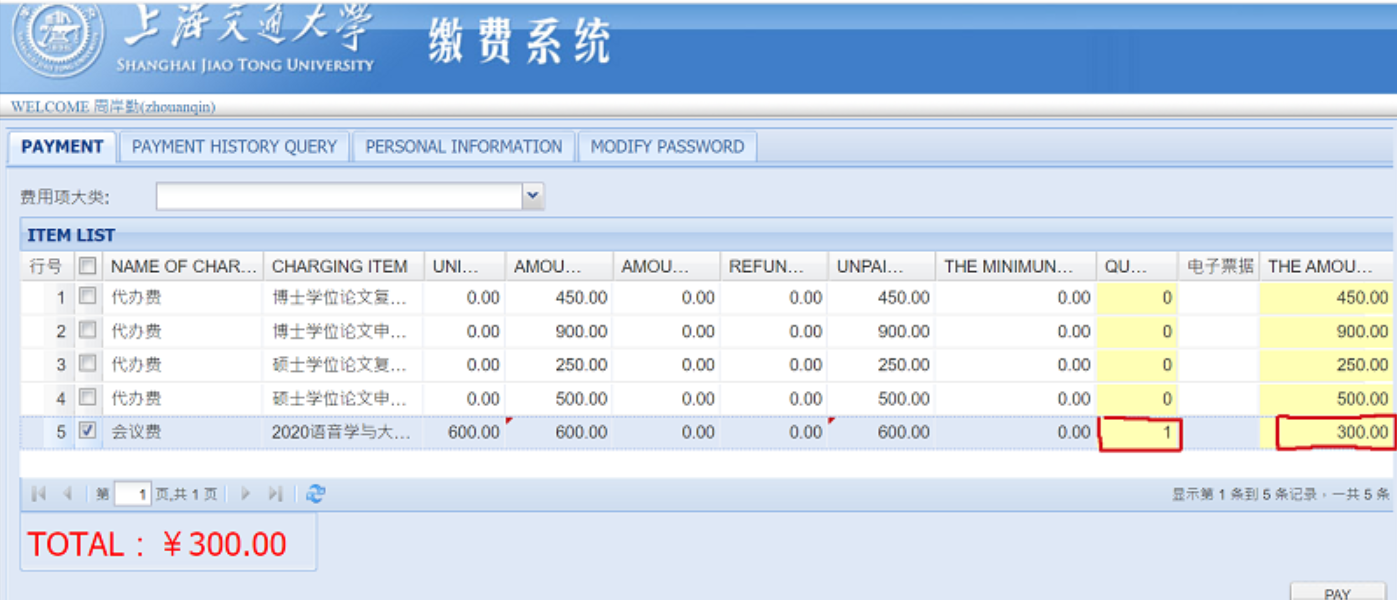 上海交通大學
SHANGHAI JIAO TONG UNIVERSITY
缴费系统
WELCOME 周岸勤(zhouanqin)
PAYMENT PAYMENT HISTORY QUERY PERSONAL INFORMATION MODIFY PASSWORD
费用项大类:
ITEM LIST
行号 NAME OF CHAR... CHARGING ITEM UNI... AMOU... AMOU... REFUN... UNPAI... THE MINIMUN... QU... 电子票据 THE AMOU...
1 代办费 博士学位论文复... 0.00 450.00 0.00 0.00 450.00 0.00 0 450.00
2 代办费 博士学位论文申... 0.00 900.00 0.00 0.00 900.00 0.00 0 900.00
3 代办费 硕士学位论文复... 0.00 250.00 0.00 0.00 250.00 0.00 0 250.00
4 代办费 硕士学位论文申... 0.00 500.00 0.00 0.00 500.00 0.00 0 500.00
5 会议费 2020语音学与大... 600.00 600.00 0.00 0.00 600.00 0.00 1 300.00
第 1 页,共 1 页 显示第 1 条到 5 条记录，一共 5 条
TOTAL : ¥300.00
PAY